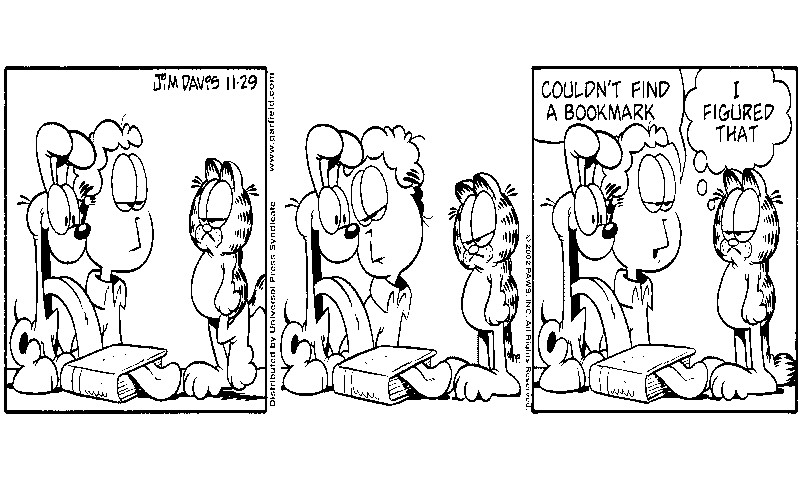 JIM DAVIS 11·29
www.garfield.com
Distributed by Universal Press Syndicate
© 2002 PAWS, INC. All Rights Reserved.
COULDN'T FIND
A BOOKMARK
I
FIGURED
THAT